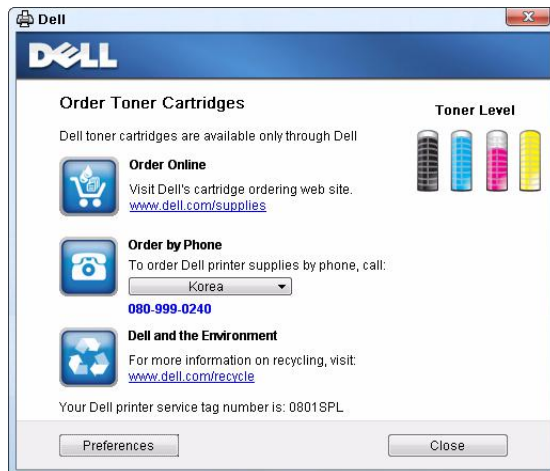 Dell
DELL
Order Toner Cartridges
Toner Level
Dell toner cartridges are available only through Dell
Order Online
Visit Dell's cartridge ordering web site.
www.dell.com/supplies
Order by Phone
To order Dell printer supplies by phone, call:
Korea
080-999-0240
Dell and the Environment
For more information on recycling, visit:
www.dell.com/recycle
Your Dell printer service tag number is: 0801SPL
Preferences
Close